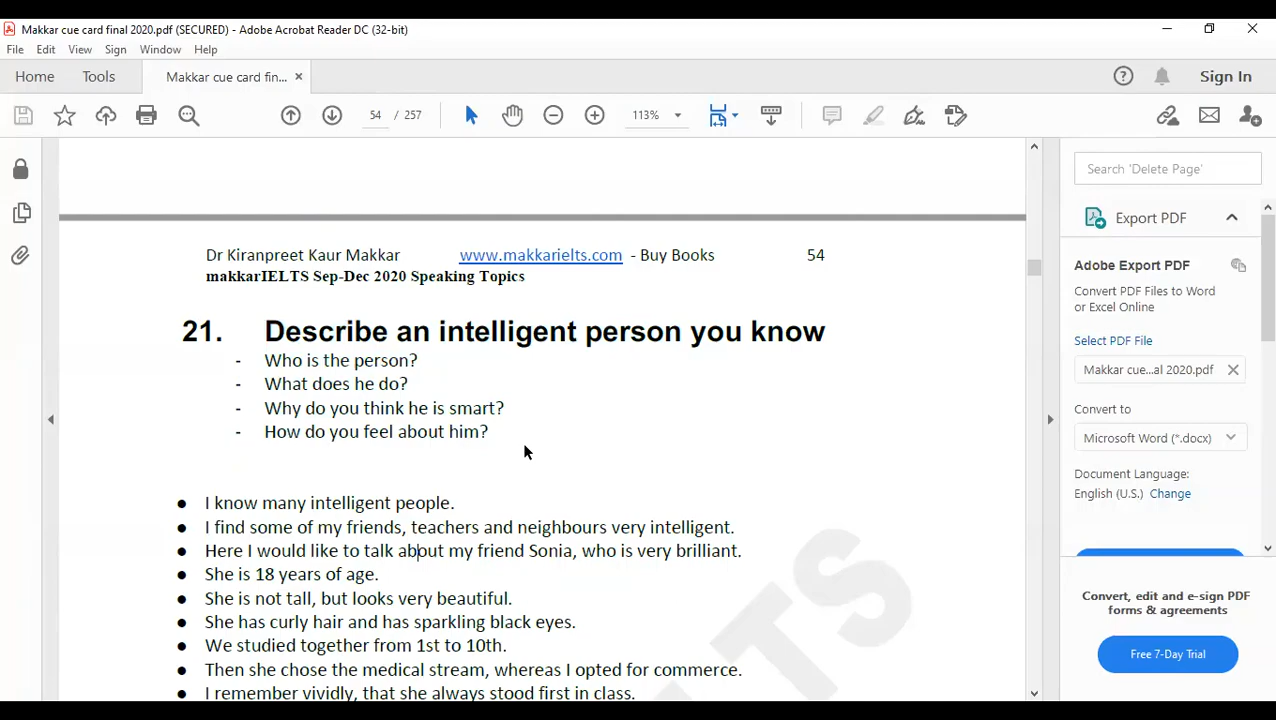 Makkar cue card final 2020.pdf (SECURED) - Adobe Acrobat Reader DC (32-bit)
File Edit View Sign Window Help
Home Tools Makkar cue card fin... × Sign In
54 / 257 113%
Search 'Delete Page'
Export PDF
Adobe Export PDF
Convert PDF Files to Word
or Excel Online
Select PDF File
Makkar cue...al 2020.pdf
Convert to
Microsoft Word (*.docx)
Document Language:
English (U.S.) Change
Convert, edit and e-sign PDF
forms & agreements
Free 7-Day Trial
Dr Kiranpreet Kaur Makkar www.makkarielts.com - Buy Books 54
makkarIELTS Sep-Dec 2020 Speaking Topics
21. Describe an intelligent person you know
- Who is the person?
- What does he do?
- Why do you think he is smart?
- How do you feel about him?
● I know many intelligent people.
● I find some of my friends, teachers and neighbours very intelligent.
● Here I would like to talk about my friend Sonia, who is very brilliant.
● She is 18 years of age.
● She is not tall, but looks very beautiful.
● She has curly hair and has sparkling black eyes.
● We studied together from 1st to 10th.
● Then she chose the medical stream, whereas I opted for commerce.
● I remember vividly, that she always stood first in class.